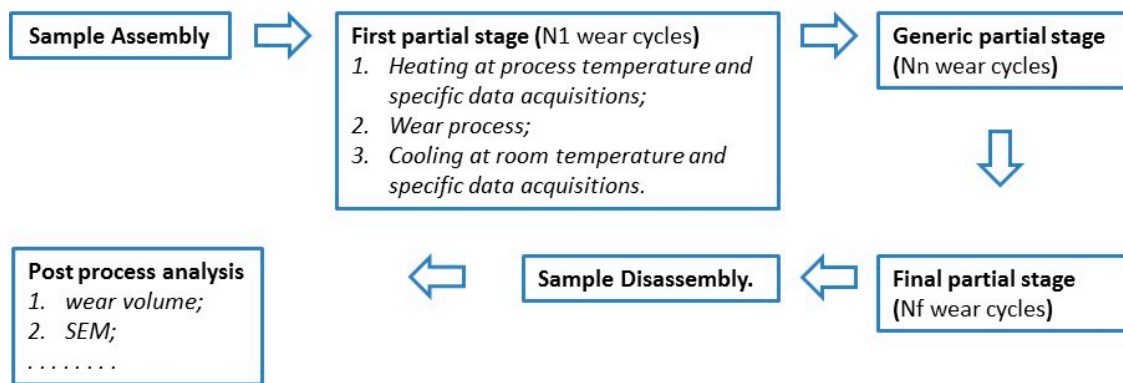 Sample Assembly
First partial stage (N1 wear cycles)
1. Heating at process temperature and
specific data acquisitions;
2. Wear process;
3. Cooling at room temperature and
specific data acquisitions.
Generic partial stage
(Nn wear cycles)
Final partial stage
(Nf wear cycles)
Sample Disassembly.
Post process analysis
1. wear volume;
2. SEM;
. . . . . . . .